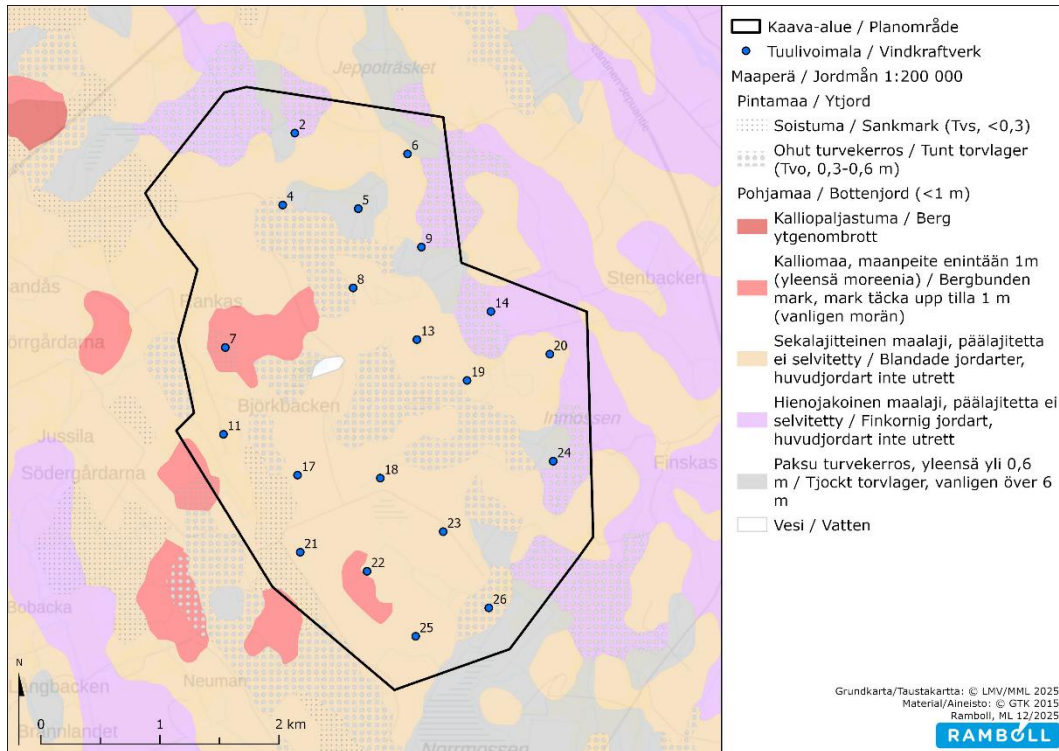 Jeppoträsket
2
6
4
5
9
Stenbacken
8
14
Pankas
7
13
20
19
Björkbacken
Inmossen
11
Jussila
24
Finskas
Södergårdarna
17
18
23
21
22
Bobacka
26
25
Neuman
Långbacken
Brännlandet
Norrmossen
N
0 1 2 km
Kaava-alue / Planområde
Tuulivoimala / Vindkraftverk
Maaperä / Jordmån 1:200 000
Pintamaa / Ytjord
Soistuma / Sankmark (Tvs, <0,3)
Ohut turvekerros / Tunt torvlager
(Tvo, 0,3-0,6 m)
Pohjamaa / Bottenjord (<1 m)
Kalliopaljastuma / Berg
ytgenombrott
Kalliomaa, maanpeite enintään 1m
(yleensä moreenia) / Bergbunden
mark, mark täcka upp tilla 1 m
(vanligen morän)
Sekalajitteinen maalaji, päälajitetta
ei selvitetty / Blandade jordarter,
huvudjordart inte utrett
Hienojakoinen maalaji, päälajitetta ei
selvitetty / Finkornig jordart,
huvudjordart inte utrett
Paksu turvekerros, yleensä yli 0,6
m / Tjockt torvlager, vanligen över 6
m
Vesi / Vatten
Grundkarta/Taustakartta: © LMV/MML 2025
Material/Aineisto: © GTK 2015
Ramboll, ML 12/2025
RAMBOLL